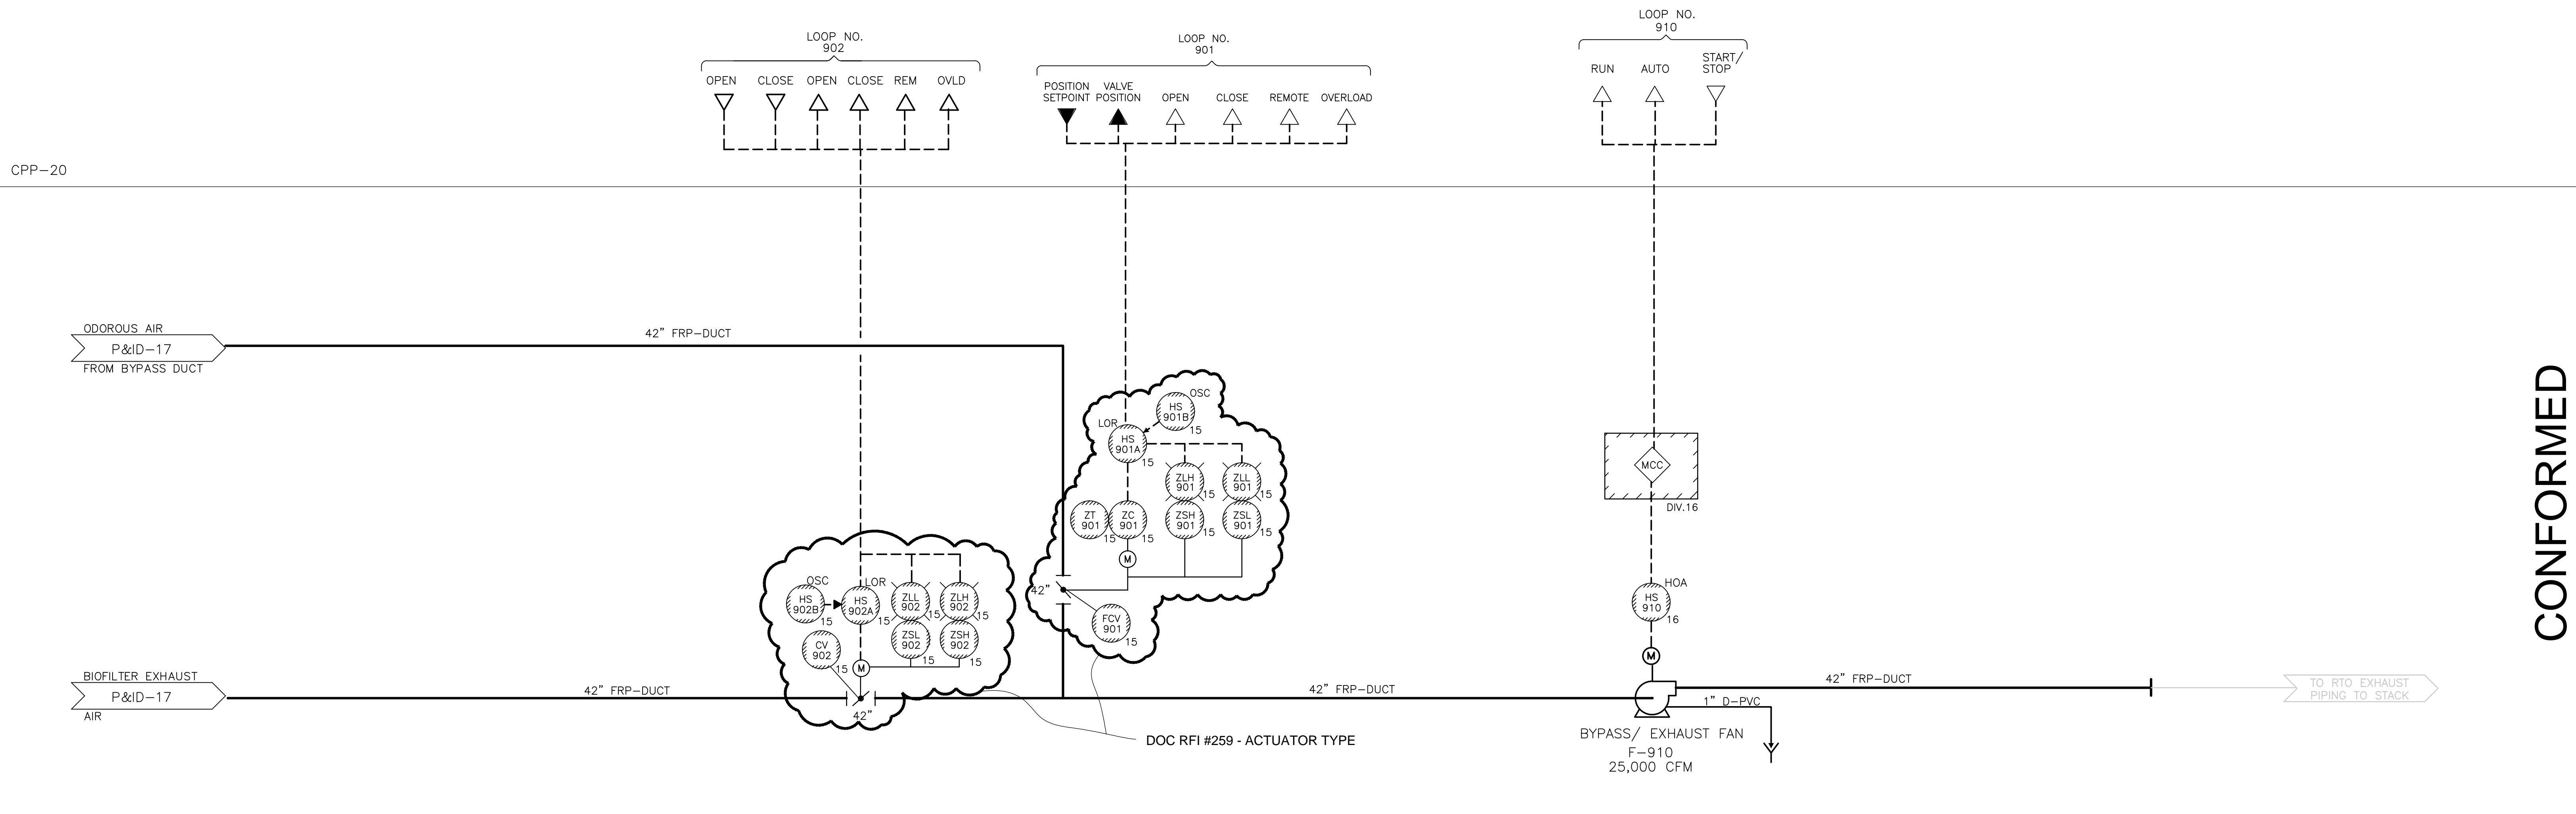 LOOP NO.
902
OPEN CLOSE OPEN CLOSE REM OVLD
LOOP NO.
901
POSITION
SETPOINT
VALVE
POSITION
OPEN CLOSE REMOTE OVERLOAD
LOOP NO.
910
RUN AUTO
START/
STOP
CPP-20
ODOROUS AIR
P&ID-17
FROM BYPASS DUCT
42" FRP-DUCT
OSC
HS
901B
15
LOR
HS
901A
15
ZLH
901
15
ZLL
901
15
ZT
901
15
ZC
901
15
ZSH
901
15
ZSL
901
15
M
42"
FCV
901
15
OSC
HS
902B
15
LOR
HS
902A
15
ZLL
902
15
ZLH
902
15
CV
902
15
ZSL
902
15
ZSH
902
15
M
42"
MCC
DIV.16
HOA
HS
910
16
M
BIOFILTER EXHAUST
P&ID-17
AIR
42" FRP-DUCT
42" FRP-DUCT
42" FRP-DUCT
1" D-PVC
TO RTO EXHAUST
PIPING TO STACK
DOC RFI #259 - ACTUATOR TYPE
BYPASS/ EXHAUST FAN
F-910
25,000 CFM
CONFORMED